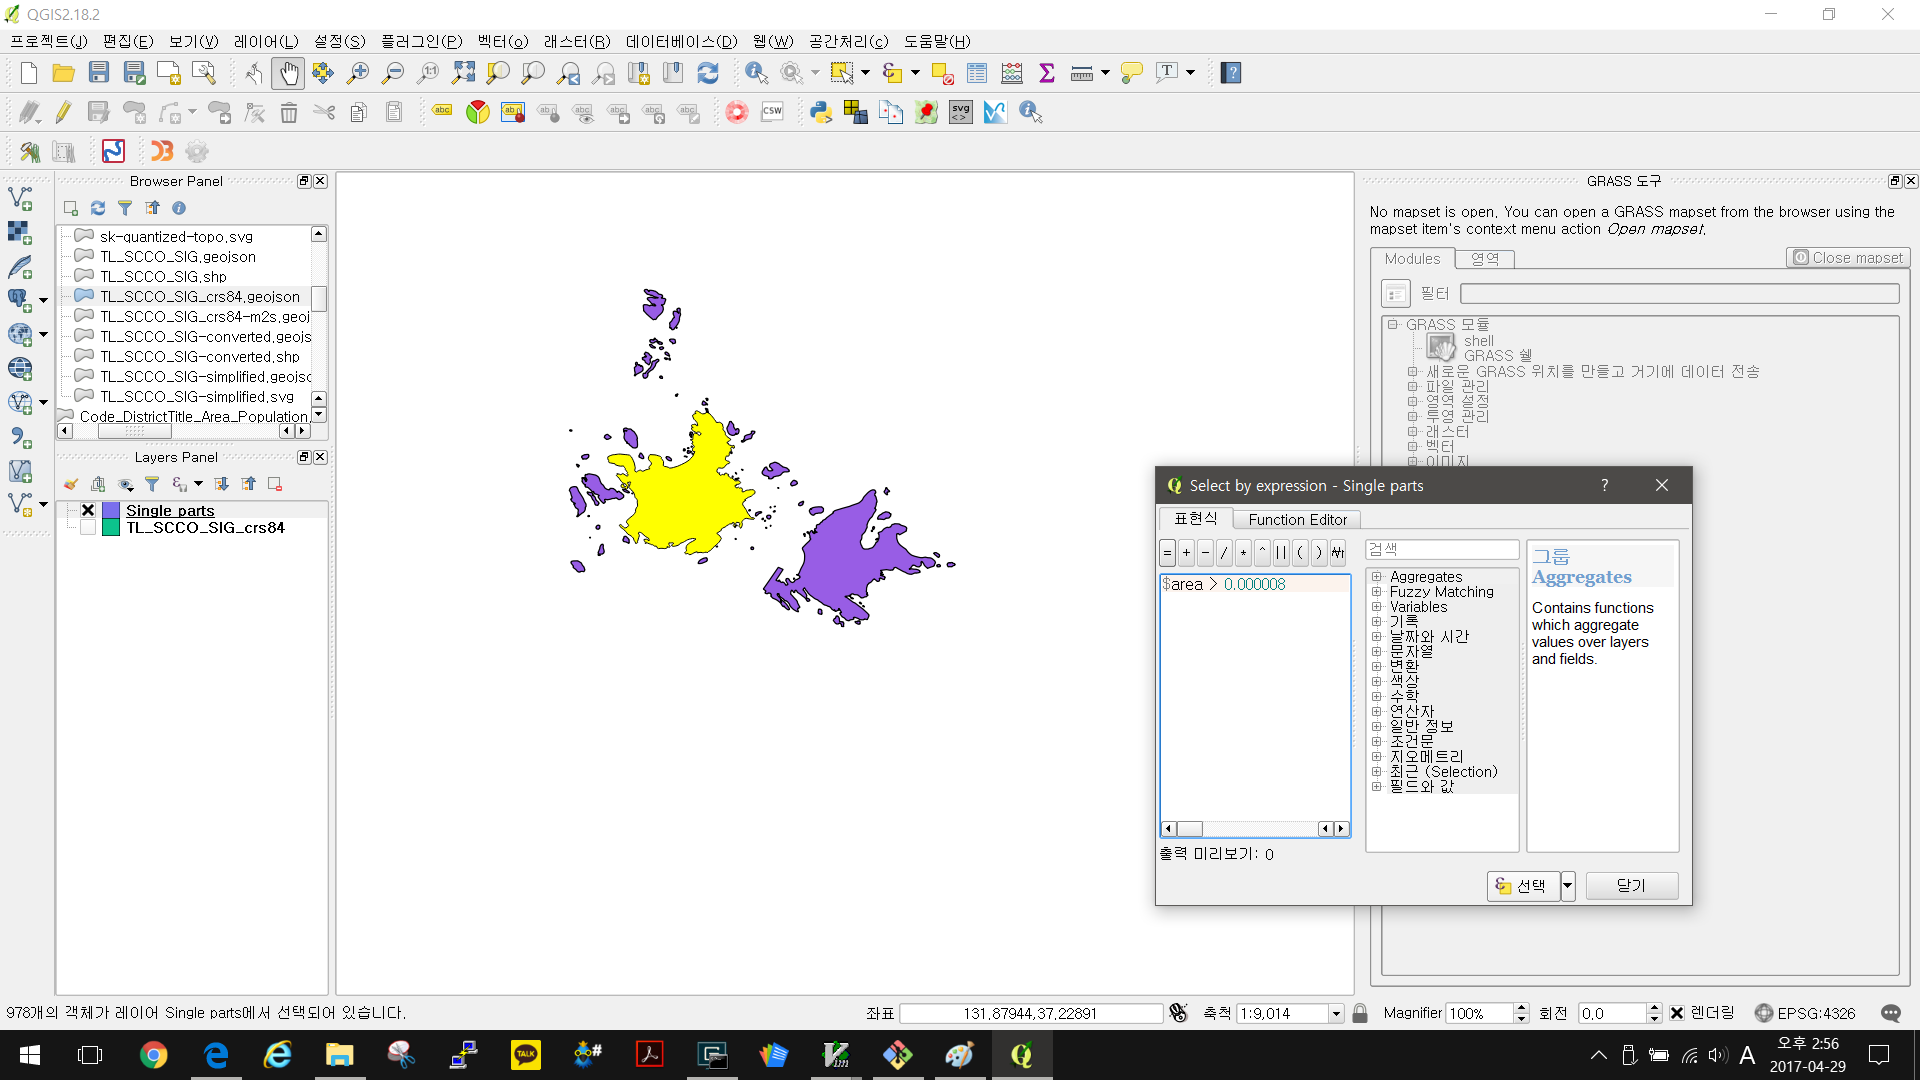 QGIS2.18.2
프로젝트(J) 편집(E) 보기(V) 레이어(L) 설정(S) 플러그인(P) 벡터(o) 래스터(R) 데이터베이스(D) 웹(W) 공간처리(c) 도움말(H)
Browser Panel
sk-quantized-topo.svg
TL_SCCO_SIG.geojson
TL_SCCO_SIG.shp
TL_SCCO_SIG_crs84.geojson
TL_SCCO_SIG_crs84-m2s.geoj
TL_SCCO_SIG-converted.geojs
TL_SCCO_SIG-converted.shp
TL_SCCO_SIG-simplified.geojsc
TL_SCCO_SIG-simplified.svg
Code_DistrictTitle_Area_Population
Layers Panel
Single parts
TL_SCCO_SIG_crs84
GRASS 도구
No mapset is open. You can open a GRASS mapset from the browser using the
mapset item's context menu action Open mapset.
Modules 영역 Close mapset
필터
GRASS 모듈
shell
GRASS 쉘
새로운 GRASS 위치를 만들고 거기에 데이터 전송
파일 관리
영역 설정
투영 관리
래스터
벡터
이미지
Select by expression - Single parts
표현식 Function Editor
= + - / * ^ || ( ) \n
$area > 0.000008
출력 미리보기: 0
검색
Aggregates
Fuzzy Matching
Variables
기록
날짜와 시간
문자열
변환
색상
수학
연산자
일반 정보
조건문
지오메트리
최근 (Selection)
필드와 값
그룹
Aggregates
Contains functions
which aggregate
values over layers
and fields.
선택 닫기
978개의 객체가 레이어 Single parts에서 선택되어 있습니다.
좌표 131.87944,37.22891 축척 1:9,014 Magnifier 100% 회전 0.0 렌더링 EPSG:4326
A 오후 2:56
2017-04-29